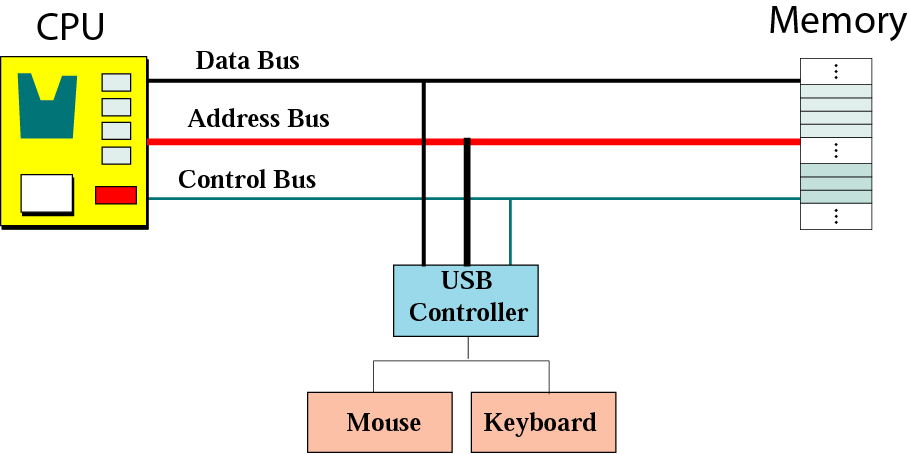 CPU
Memory
Data Bus
Address Bus
Control Bus
USB
Controller
Mouse
Keyboard